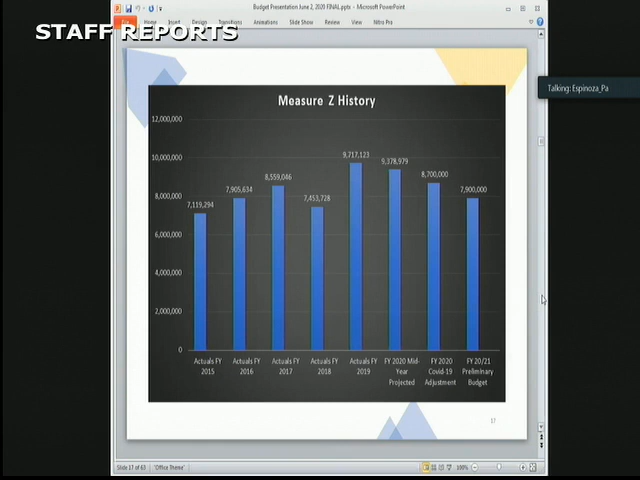 Budget Presentation June 2, 2020 FINAL.pptx - Microsoft PowerPoint
File Home Insert Design Transitions Animations Slide Show Review View Nitro Pro
STAFF REPORTS
Talking: Espinoza_Pa
Measure Z History
12,000,000
10,000,000
8,000,000
6,000,000
4,000,000
2,000,000
0
7,119,294
7,905,634
8,559,046
7,453,728
9,717,123
9,378,979
8,700,000
7,900,000
Actuals FY 2015
Actuals FY 2016
Actuals FY 2017
Actuals FY 2018
Actuals FY 2019
FY 2020 Mid-Year Projected
FY 2020 Covid-19 Adjustment
FY 20/21 Preliminary Budget
17
Slide 17 of 63 "Office Theme" 100%